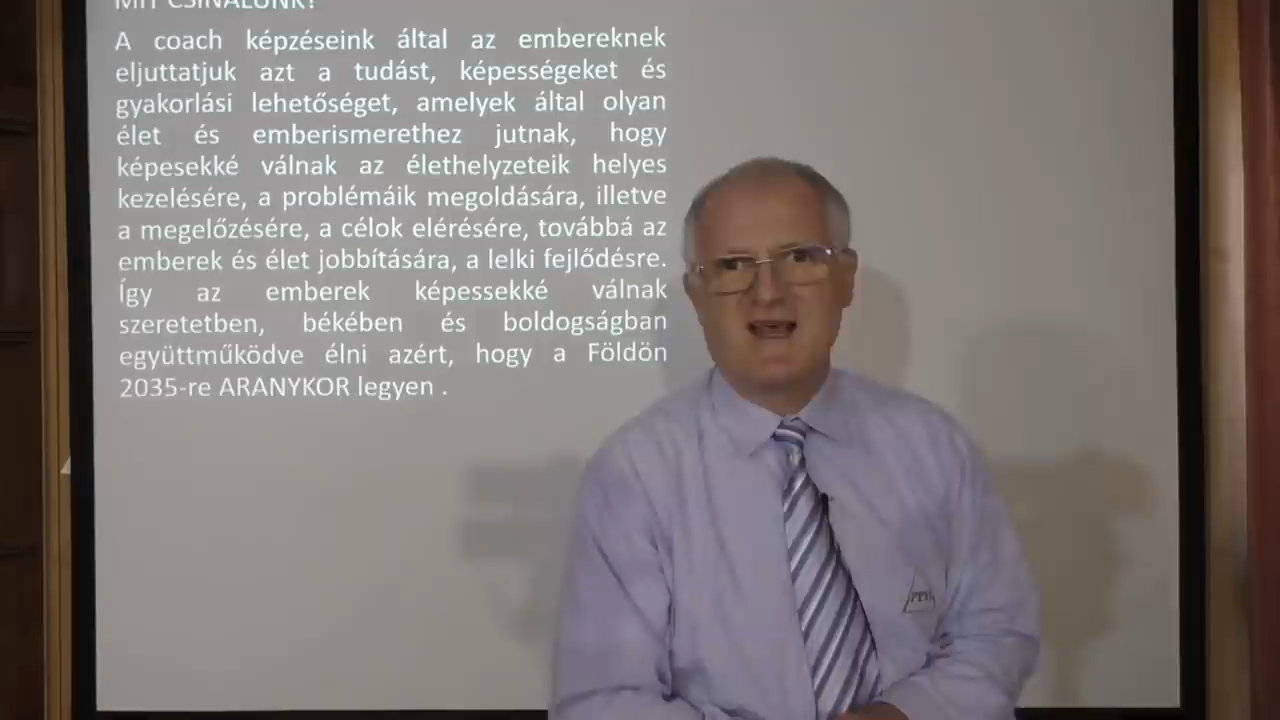 MIT CSINÁLUNK?
A coach képzéseink által az embereknek
eljuttatjuk azt a tudást, képességeket és
gyakorlási lehetőséget, amelyek által olyan
élet és emberismerethez jutnak, hogy
képesekké válnak az élethelyzeteik helyes
kezelésére, a problémáik megoldására, illetve
a megelőzésére, a célok elérésére, továbbá az
emberek és élet jobbítására, a lelki fejlődésre.
Így az emberek képessekké válnak
szeretetben, békében és boldogságban
együttműködve élni azért, hogy a Földön
2035-re ARANYKOR legyen .